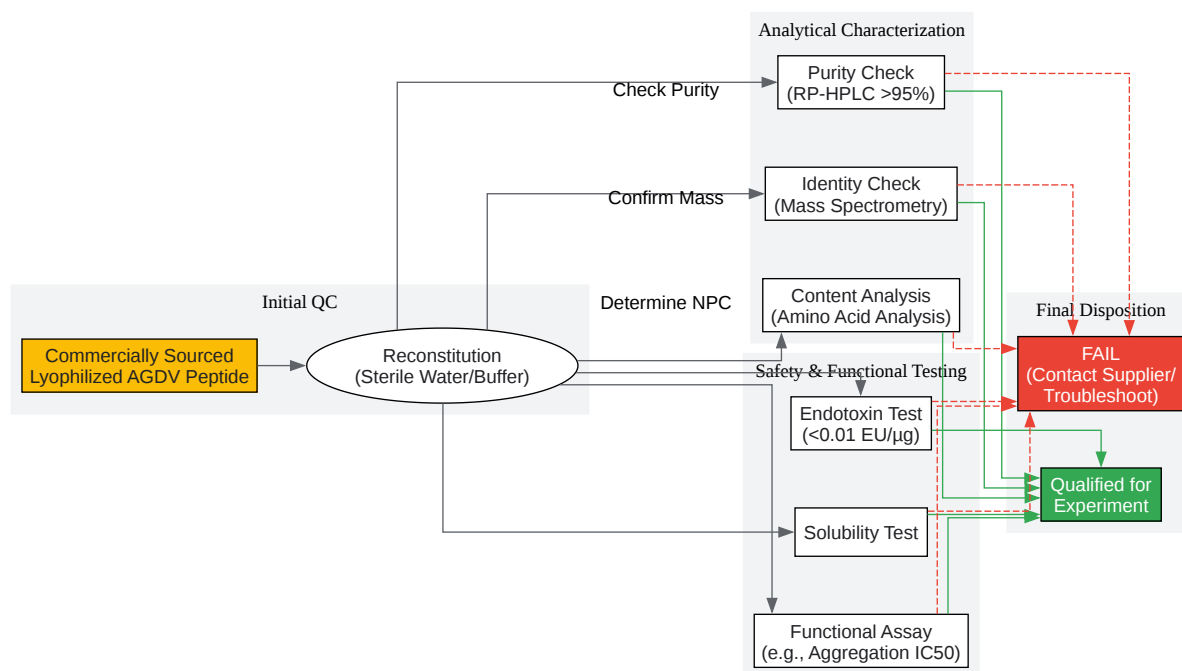 Analytical Characterization
Purity Check
(RP-HPLC >95%)
Check Purity
Identity Check
(Mass Spectrometry)
Confirm Mass
Initial QC
Determine NPC
Content Analysis
(Amino Acid Analysis)
Final Disposition
Commercially Sourced
Lyophilized AGDV Peptide
Reconstitution
(Sterile Water/Buffer)
FAIL
(Contact Supplier/
Troubleshoot)
Safety & Functional Testing
Endotoxin Test
(<0.01 EU/µg)
Qualified for
Experiment
Solubility Test
Functional Assay
(e.g., Aggregation IC50)